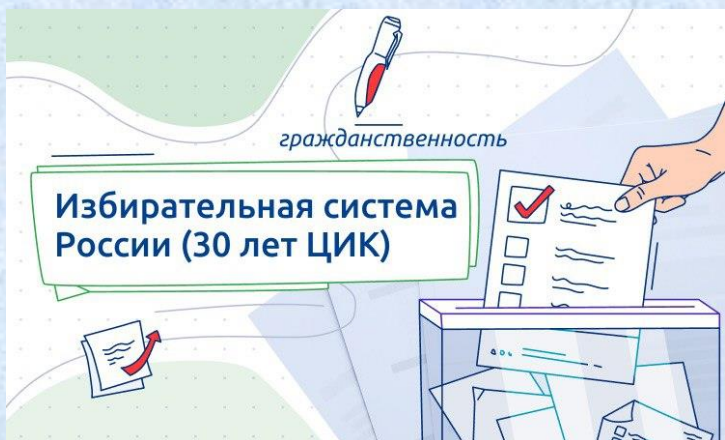 гражданственность
Избирательная система
России (30 лет ЦИК)